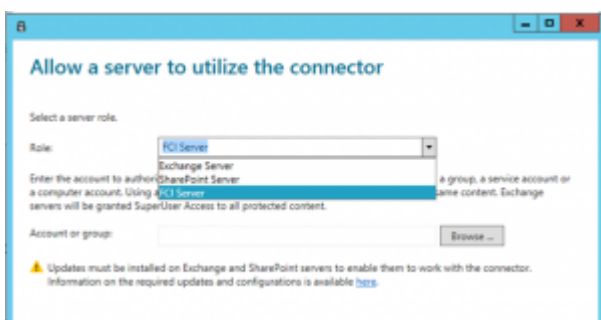 Allow a server to utilize the connector
Select a server role.
Role:
FCI Server
Exchange Server
SharePoint Server
FCI Server
Enter the account to authori
a group, a service account or
a computer account. Using
ame content. Exchange
servers will be granted SuperUser Access to all protected content.
Account or group:
Browse ...
Updates must be installed on Exchange and SharePoint servers to enable them to work with the connector.
Information on the required updates and configurations is available here.